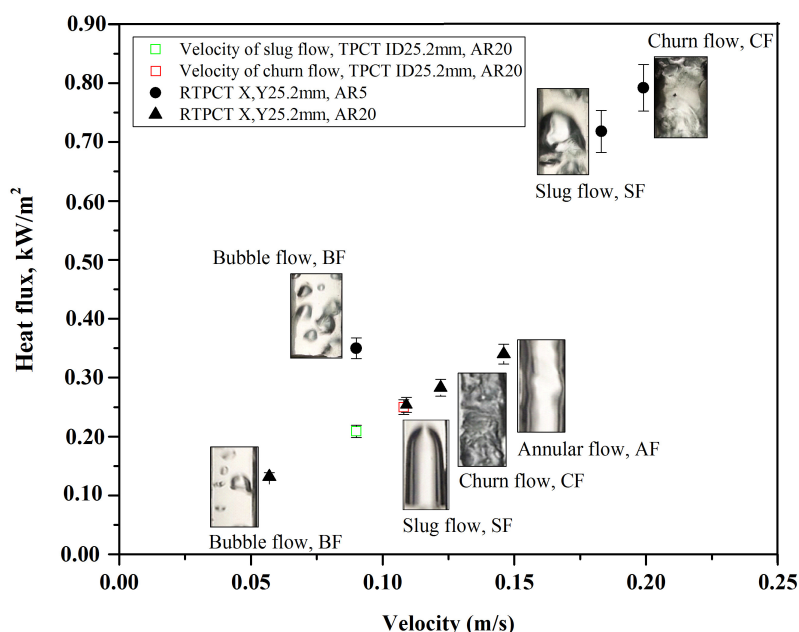 0.90
0.80
0.70
0.60
0.50
0.40
0.30
0.20
0.10
0.00
Heat flux, kW/m²
Velocity of slug flow, TPCT ID25.2mm, AR20
Velocity of churn flow, TPCT ID25.2mm, AR20
RTPCT X,Y25.2mm, AR5
RTPCT X,Y25.2mm, AR20
Churn flow, CF
Slug flow, SF
Bubble flow, BF
Annular flow, AF
Churn flow, CF
Slug flow, SF
Bubble flow, BF
0.00 0.05 0.10 0.15 0.20 0.25
Velocity (m/s)